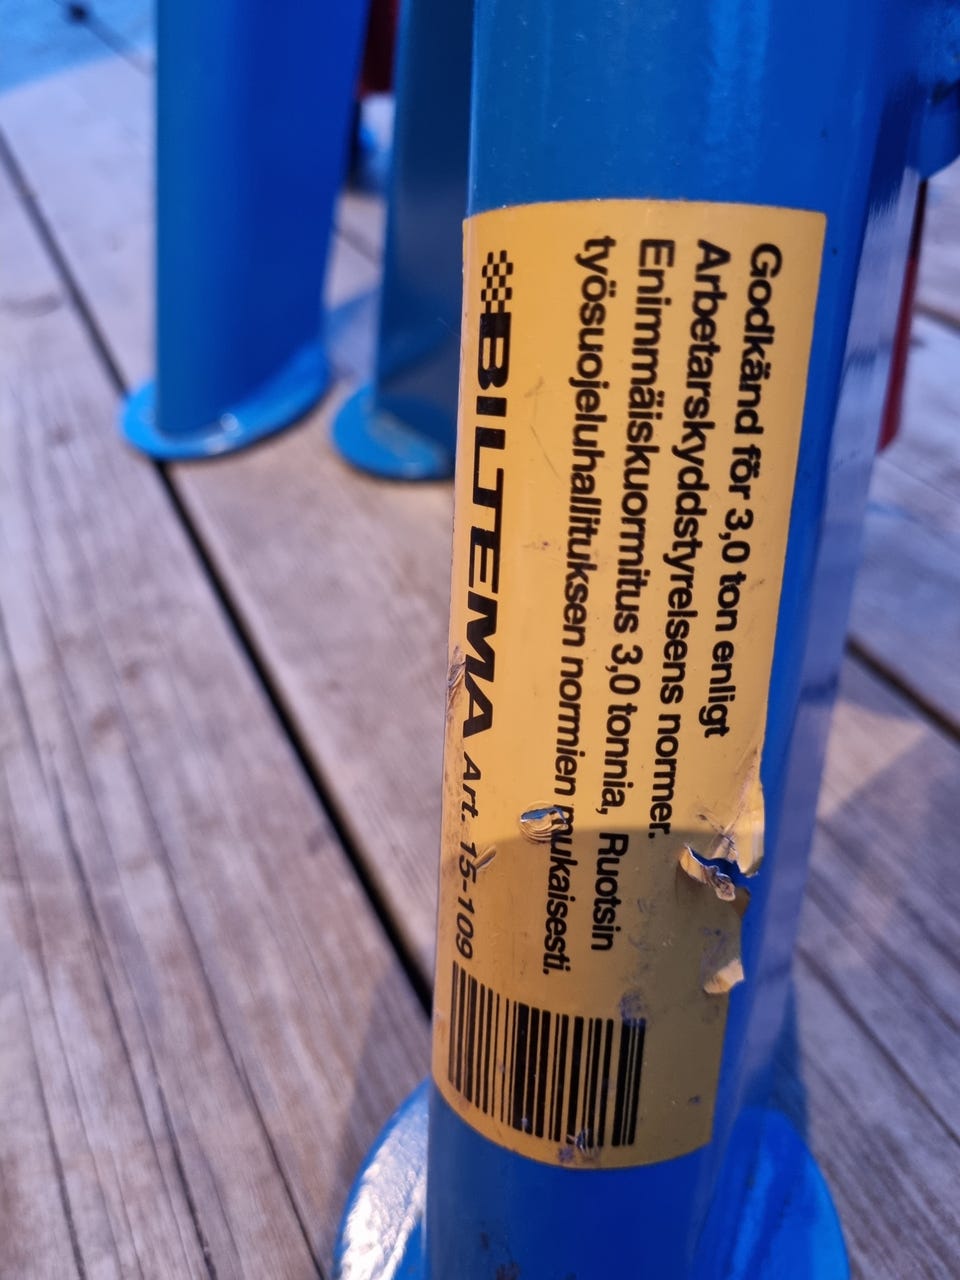 Godkänd för 3,0 ton enligt
Arbetarskyddstyrelsens normer.
Enimmäiskuormitus 3,0 tonnia, Ruotsin
työsuojeluhallituksen normien mukaisesti.
BILTEMA Art. 15-109